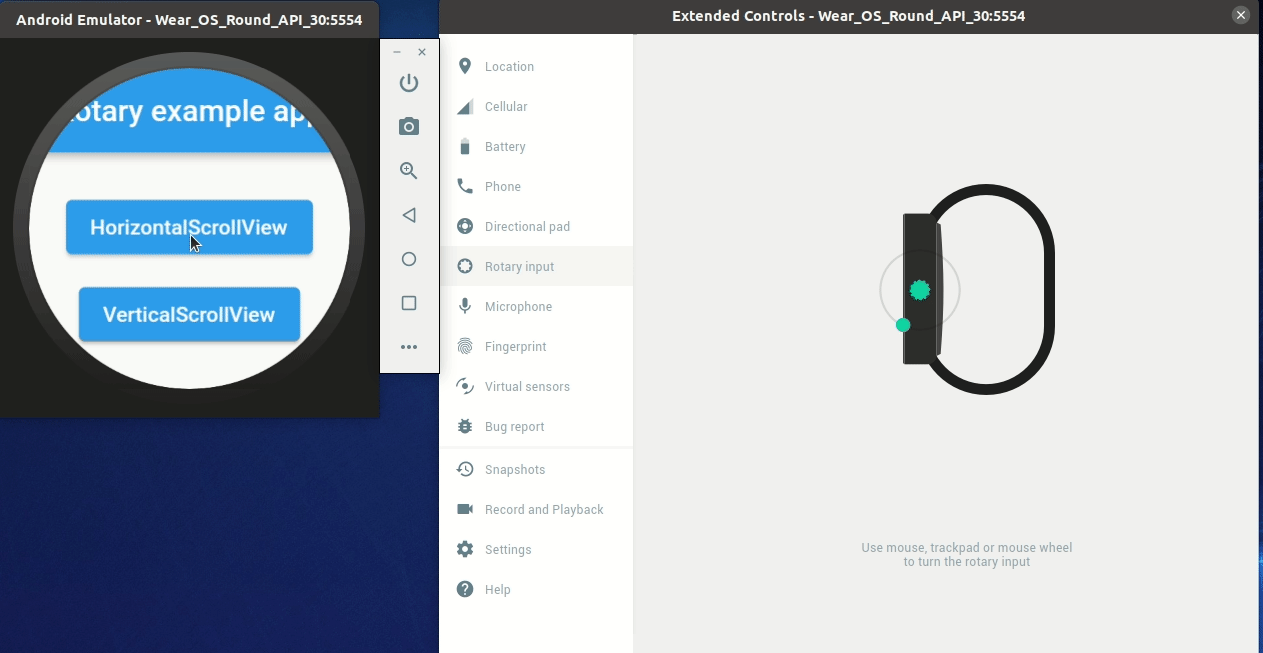 Android Emulator - Wear_OS_Round_API_30:5554
otary example ap
HorizontalScrollView
VerticalScrollView
Extended Controls - Wear_OS_Round_API_30:5554
Location
Cellular
Battery
Phone
Directional pad
Rotary input
Microphone
Fingerprint
Virtual sensors
Bug report
Snapshots
Record and Playback
Settings
Help
Use mouse, trackpad or mouse wheel
to turn the rotary input